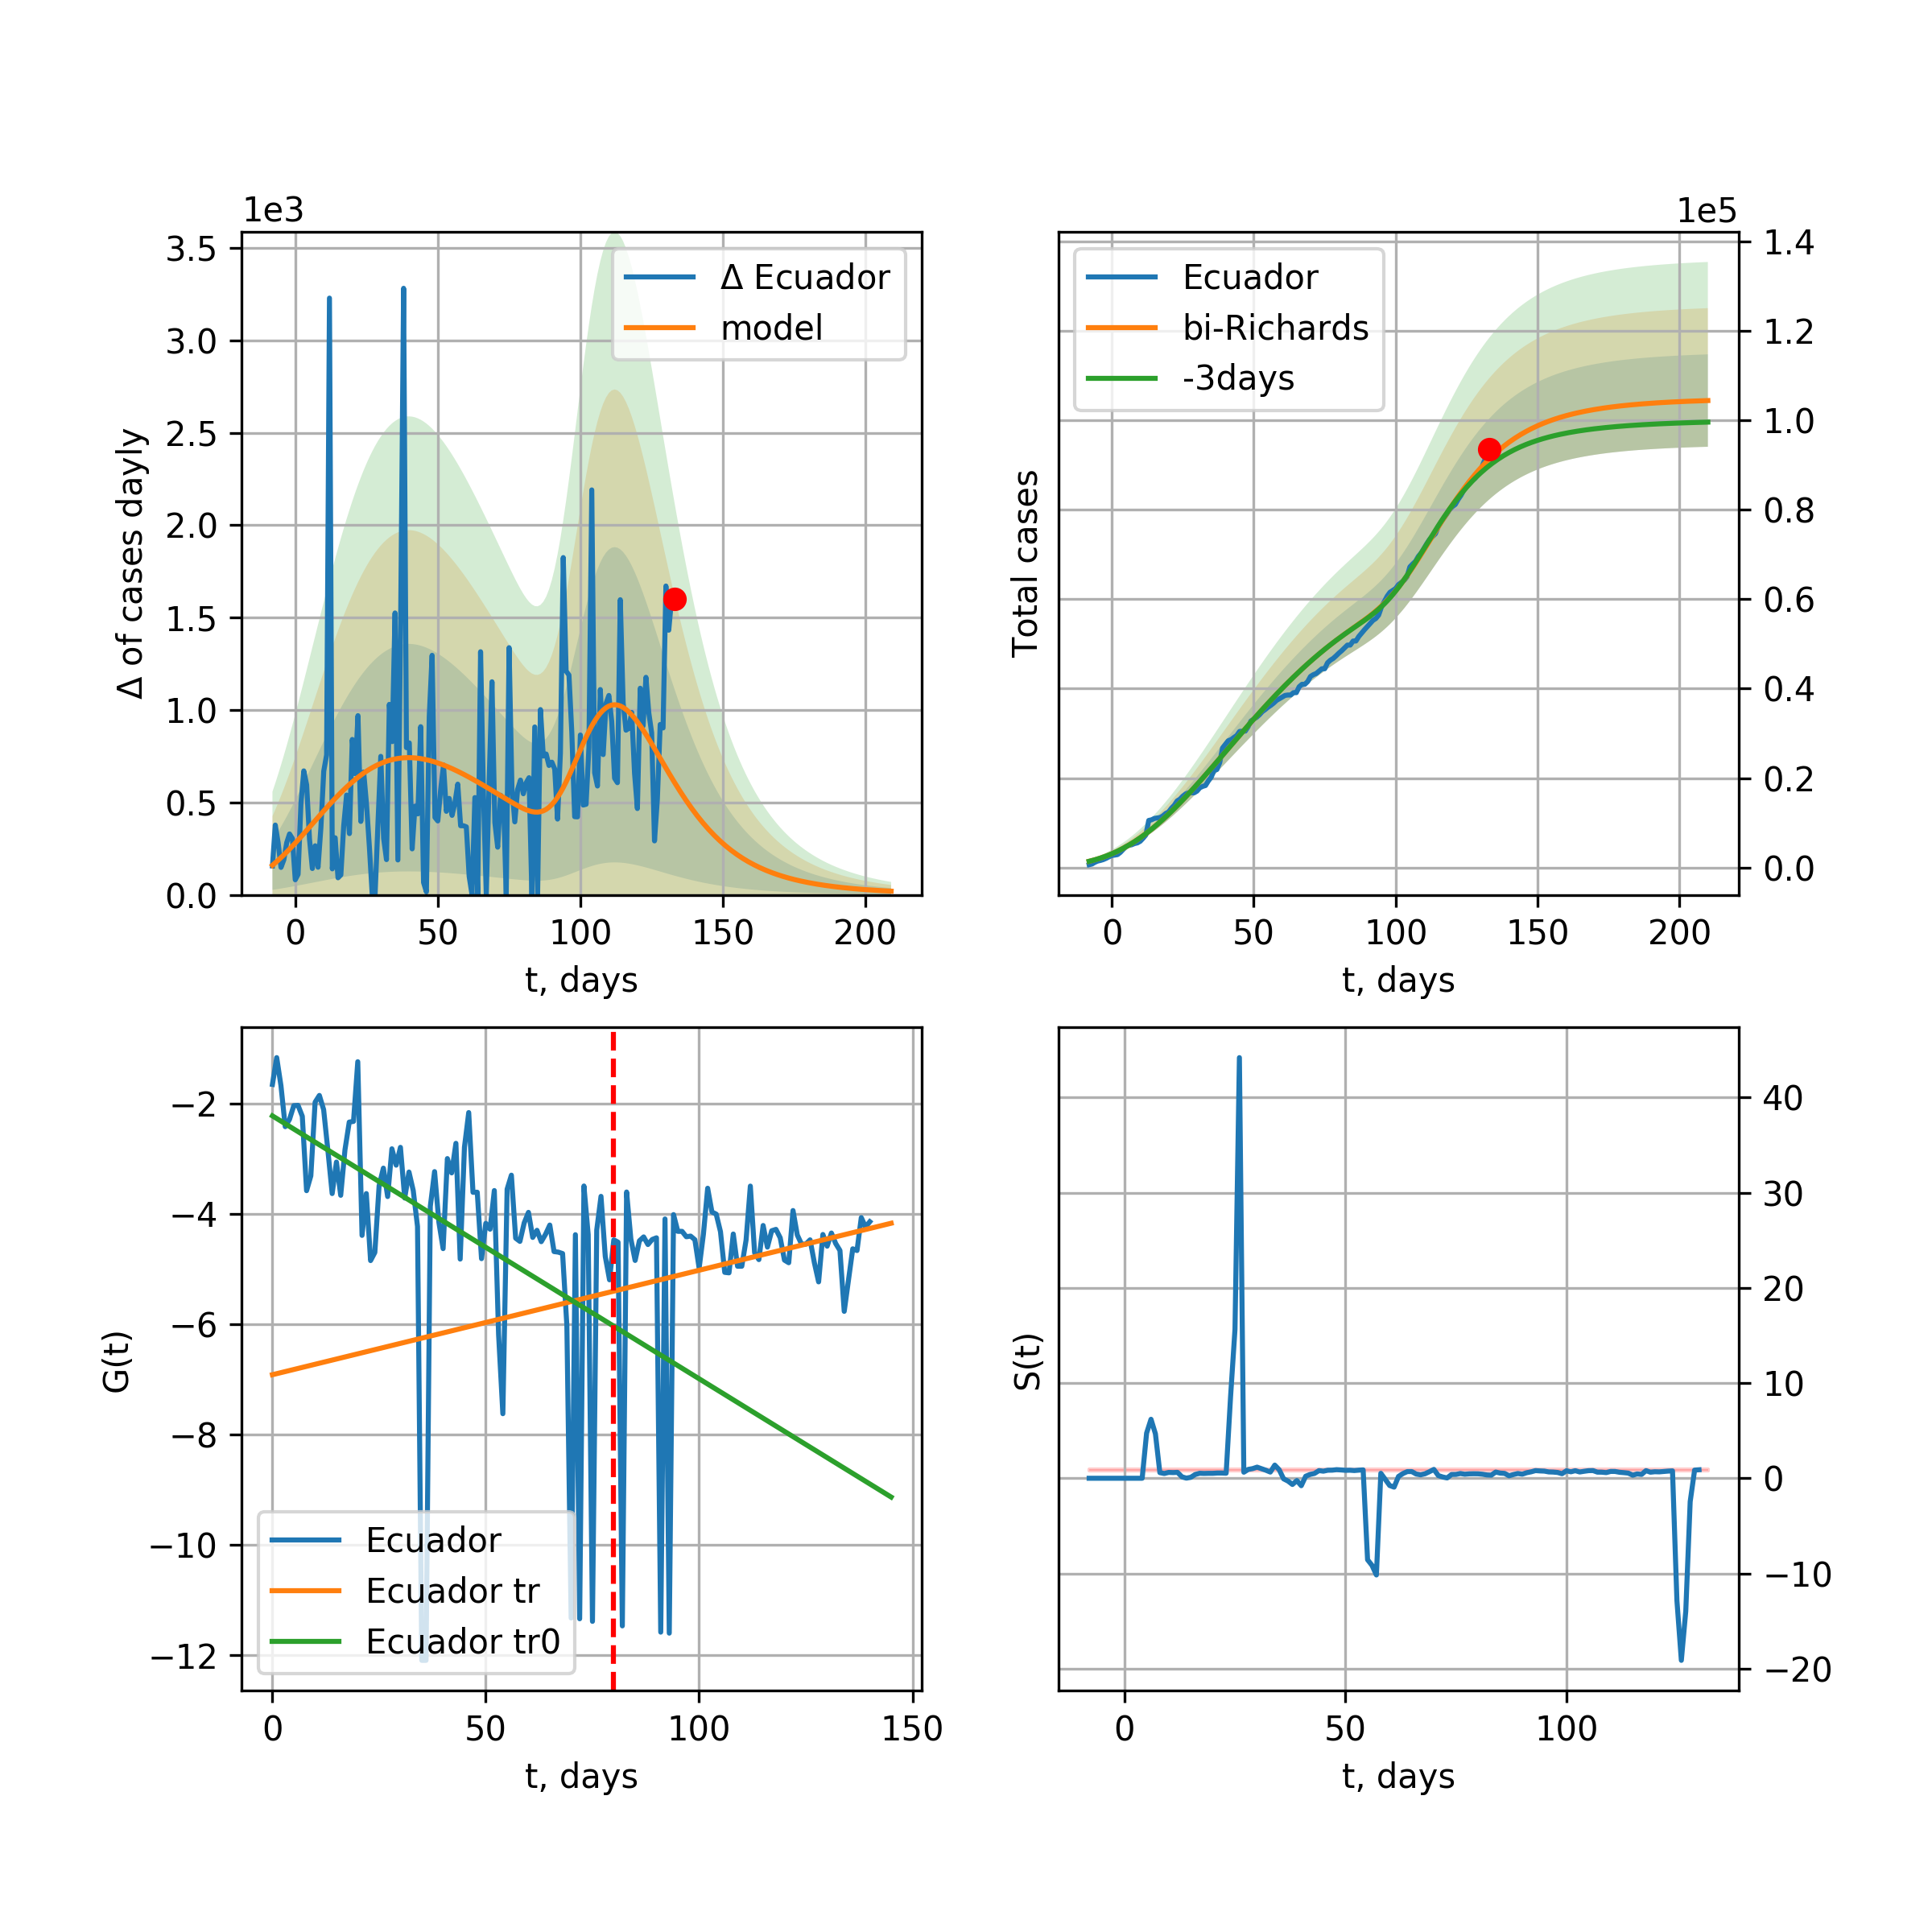 1e3
3.5
3.0
2.5
2.0
1.5
1.0
0.5
0.0
Δ of cases dayly
Δ Ecuador
model
0
50
100
150
200
t, days
1e5
1.4
1.2
1.0
0.8
0.6
0.4
0.2
0.0
Total cases
Ecuador
bi-Richards
-3days
0
50
100
150
200
t, days
−2
−4
−6
−8
−10
−12
G(t)
Ecuador
Ecuador tr
Ecuador tr0
0
50
100
150
t, days
40
30
20
10
0
−10
−20
S(t)
0
50
100
t, days